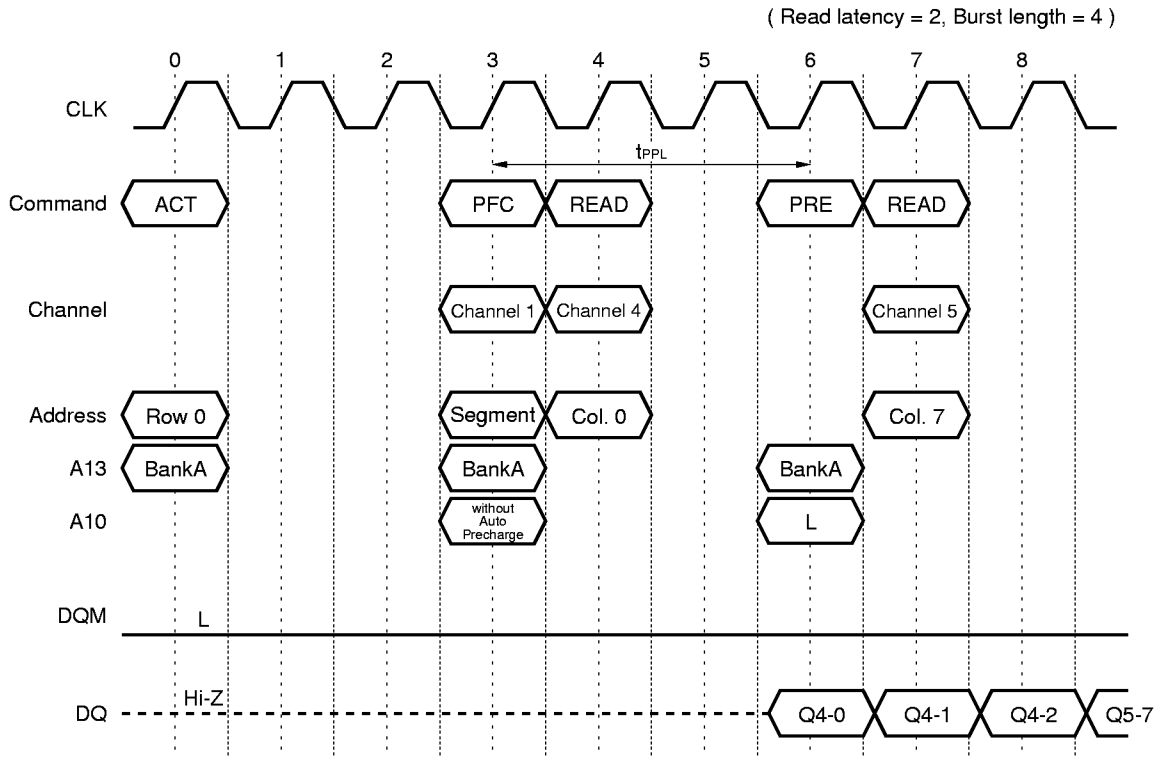 ( Read latency = 2, Burst length = 4 )
0 1 2 3 4 5 6 7 8
CLK
tPPL
Command ACT PFC READ PRE READ
Channel Channel 1 Channel 4 Channel 5
Address Row 0 Segment Col. 0 Col. 7
A13 BankA BankA BankA
without
A10 Auto L
Precharge
DQM L
Hi-Z
DQ Q4-0 Q4-1 Q4-2 Q5-7